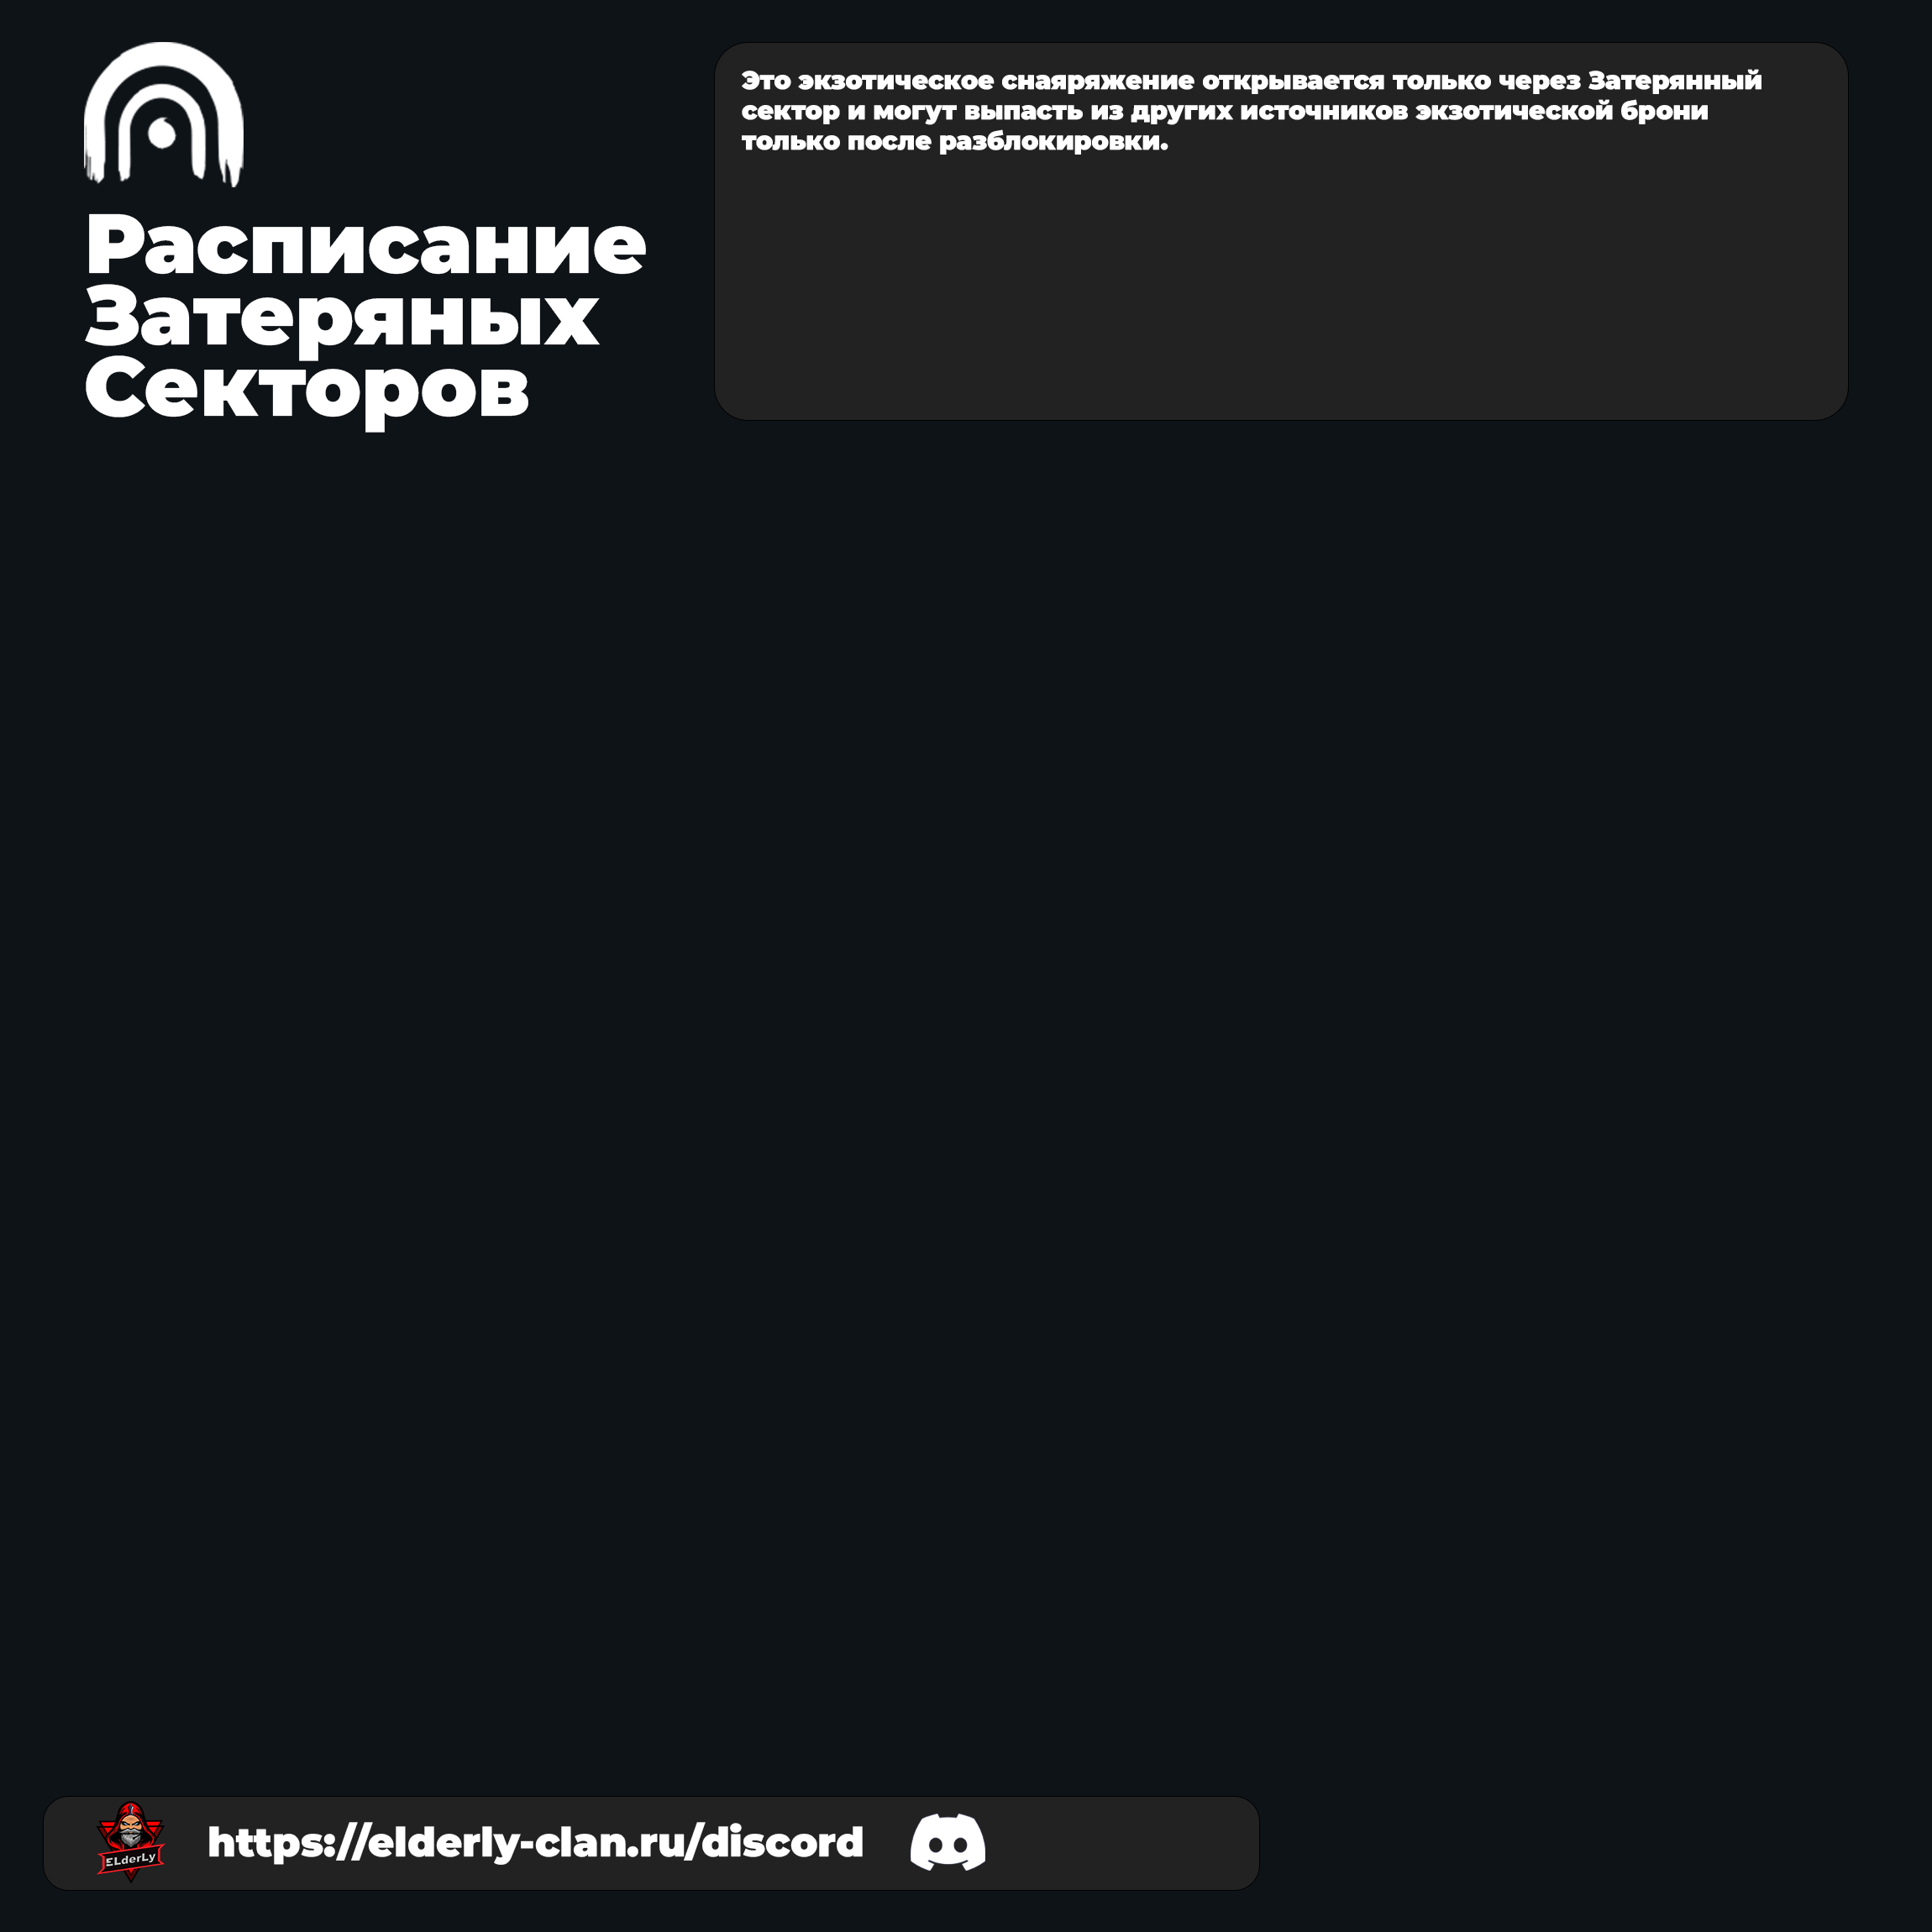 Расписание
Затеряных
Секторов
Это экзотическое снаяряжение открывается только через Затерянный
сектор и могут выпасть из других источников экзотической брони
только после разблокировки.
ELderLy
https://elderly-clan.ru/discord